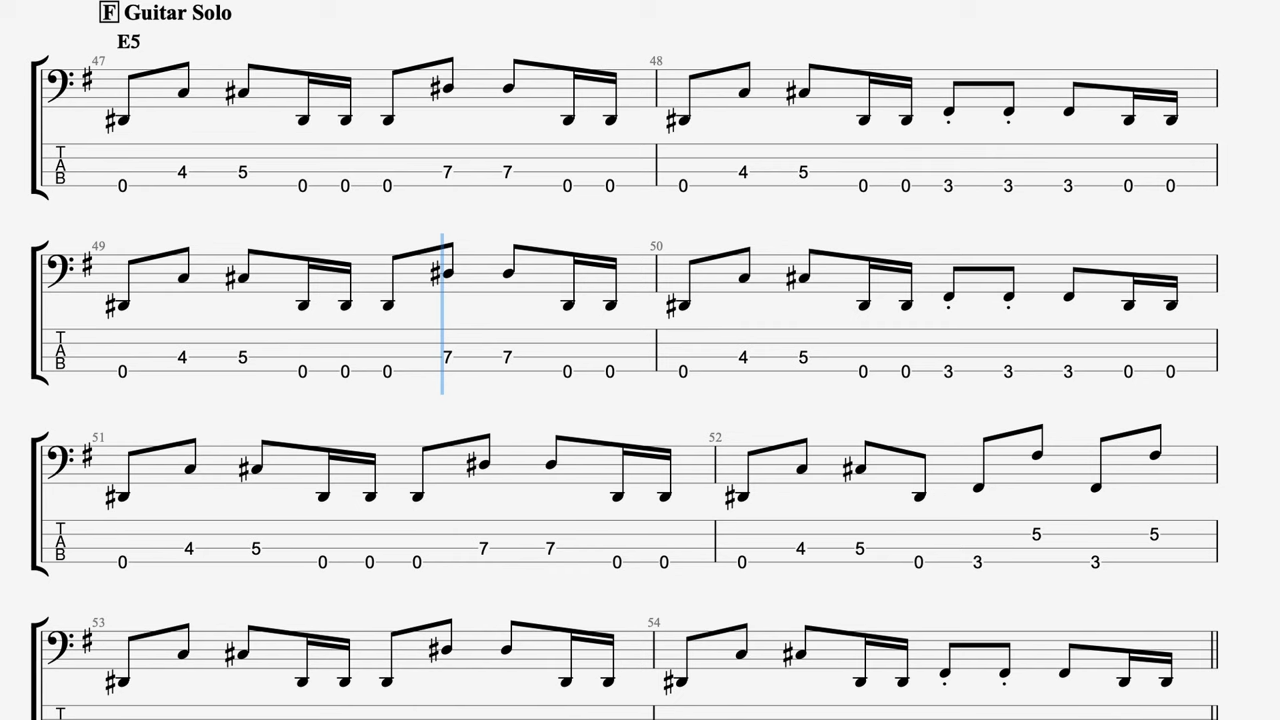 F Guitar Solo
E5
47 48
T
A 4 5 7 7 4 5
B 0 0 0 0 0 0 0 0 0 3 3 3 0 0
49 50
T
A 4 5 7 7 4 5
B 0 0 0 0 0 0 0 0 0 3 3 3 0 0
51 52
T
5 5
A 4 5 7 7 4 5
B 0 0 0 0 0 0 0 0 3 3
53 54
T